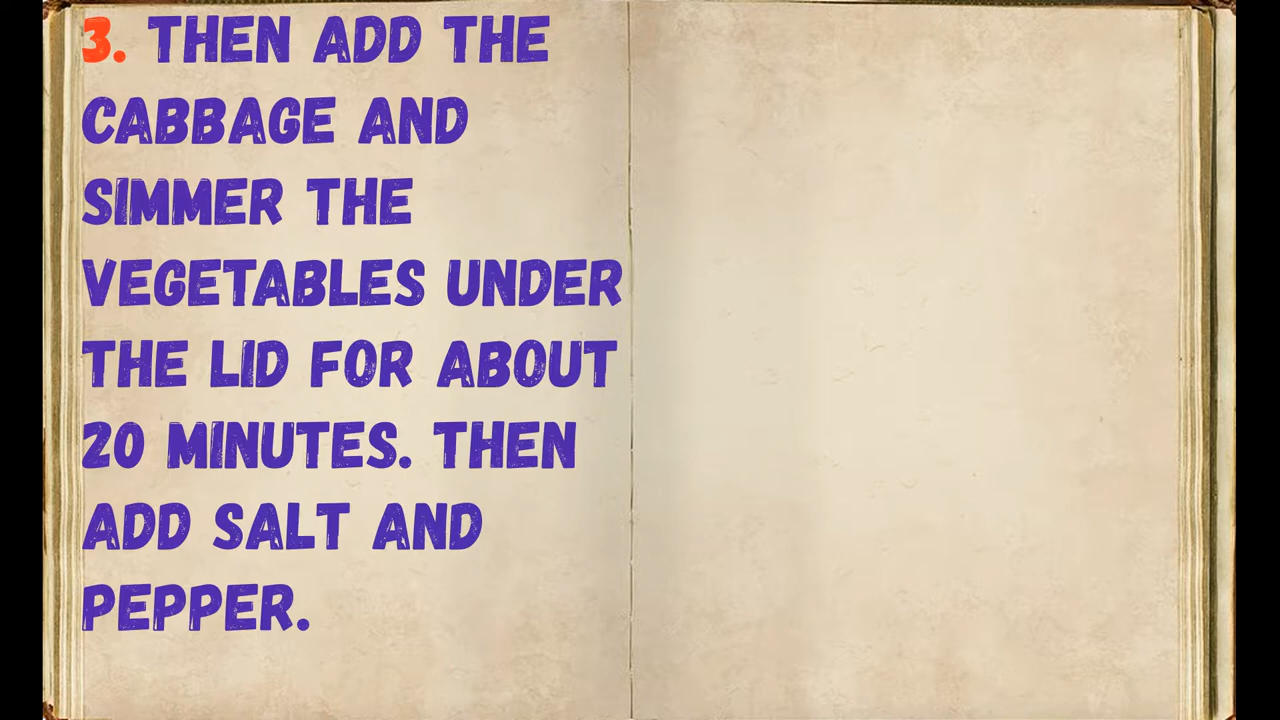 3. THEN ADD THE
CABBAGE AND
SIMMER THE
VEGETABLES UNDER
THE LID FOR ABOUT
20 MINUTES. THEN
ADD SALT AND
PEPPER.